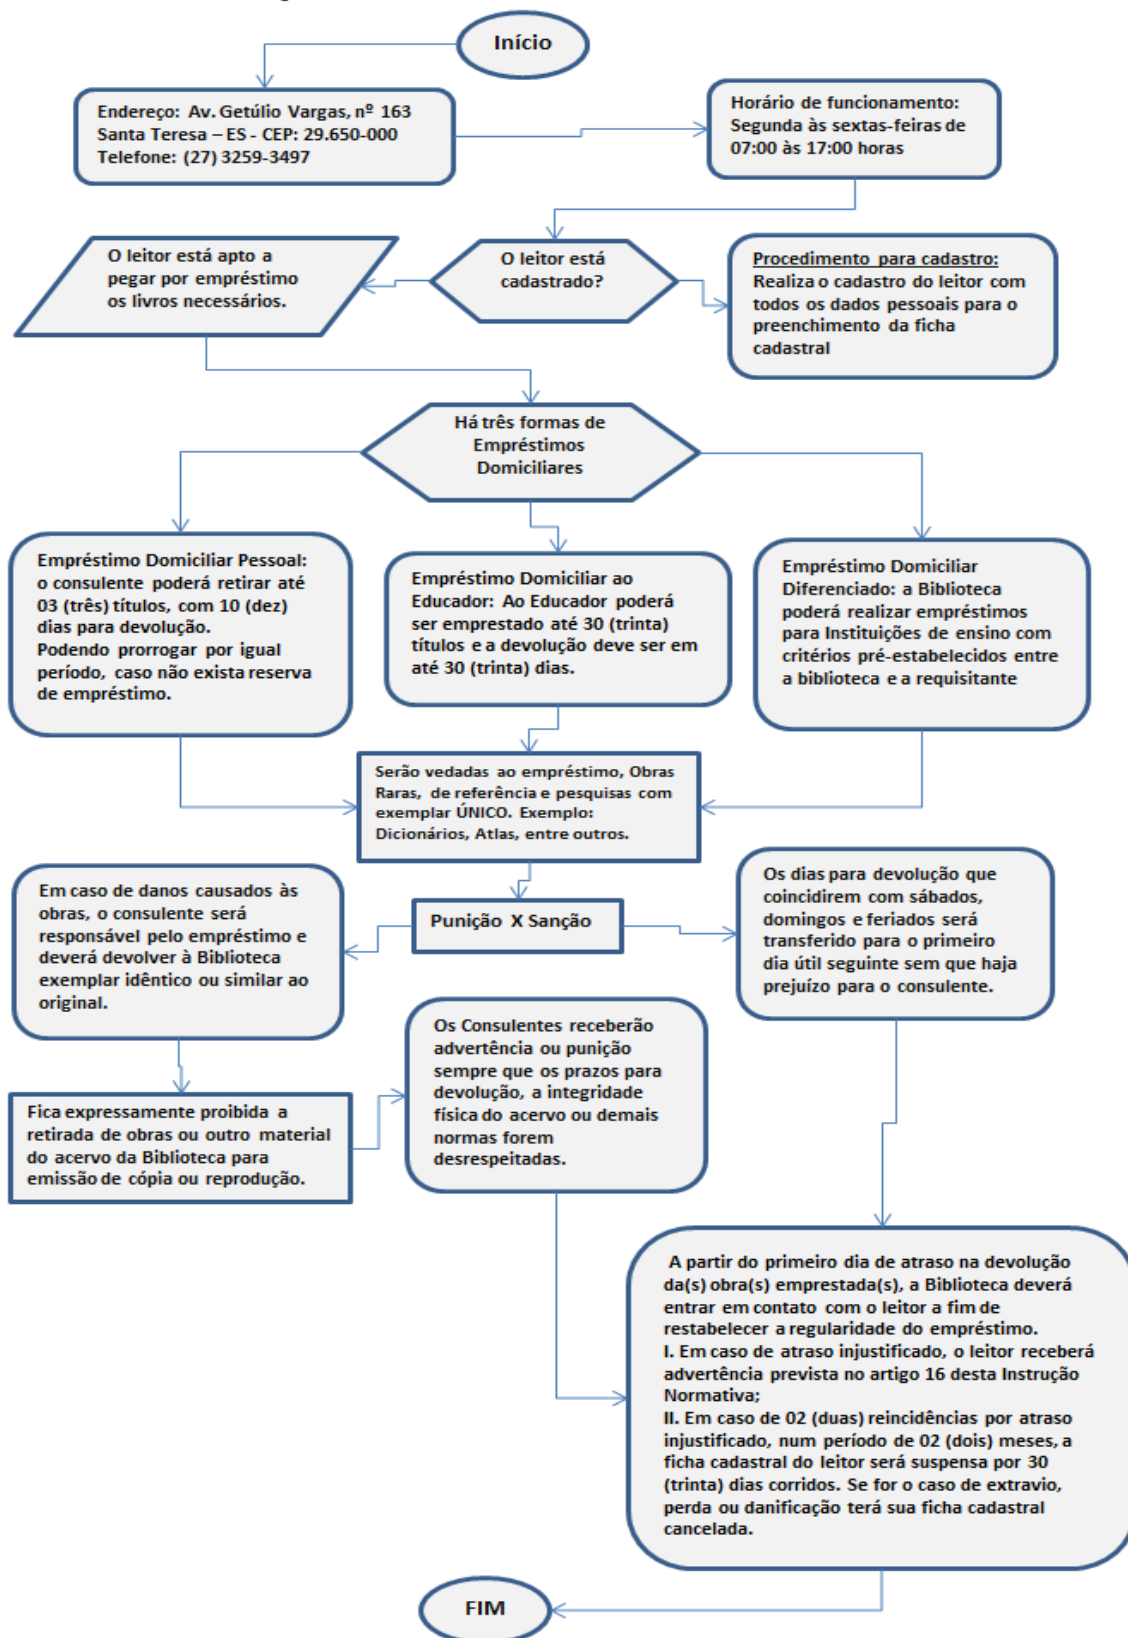 Início
Endereço: Av. Getúlio Vargas, nº 163
Santa Teresa – ES - CEP: 29.650-000
Telefone: (27) 3259-3497
Horário de funcionamento:
Segunda às sextas-feiras de
07:00 às 17:00 horas
O leitor está apto a
pegar por empréstimo
os livros necessários.
O leitor está
cadastrado?
Procedimento para cadastro:
Realiza o cadastro do leitor com
todos os dados pessoais para o
preenchimento da ficha
cadastral
Há três formas de
Empréstimos
Domiciliares
Empréstimo Domiciliar Pessoal:
o consulente poderá retirar até
03 (três) títulos, com 10 (dez)
dias para devolução.
Podendo prorrogar por igual
período, caso não exista reserva
de empréstimo.
Empréstimo Domiciliar ao
Educador: Ao Educador poderá
ser emprestado até 30 (trinta)
títulos e a devolução deve ser em
até 30 (trinta) dias.
Empréstimo Domiciliar
Diferenciado: a Biblioteca
poderá realizar empréstimos
para Instituições de ensino com
critérios pré-estabelecidos entre
a biblioteca e a requisitante
Serão vedadas ao empréstimo, Obras
Raras, de referência e pesquisas com
exemplar ÚNICO. Exemplo:
Dicionários, Atlas, entre outros.
Em caso de danos causados às
obras, o consulente será
responsável pelo empréstimo e
deverá devolver à Biblioteca
exemplar idêntico ou similar ao
original.
Punição X Sanção
Os dias para devolução que
coincidirem com sábados,
domingos e feriados será
transferido para o primeiro
dia útil seguinte sem que haja
prejuízo para o consulente.
Os Consulentes receberão
advertência ou punição
sempre que os prazos para
devolução, a integridade
física do acervo ou demais
normas forem
desrespeitadas.
Fica expressamente proibida a
retirada de obras ou outro material
do acervo da Biblioteca para
emissão de cópia ou reprodução.
A partir do primeiro dia de atraso na devolução
da(s) obra(s) emprestada(s), a Biblioteca deverá
entrar em contato com o leitor a fim de
restabelecer a regularidade do empréstimo.
I. Em caso de atraso injustificado, o leitor receberá
advertência prevista no artigo 16 desta Instrução
Normativa;
II. Em caso de 02 (duas) reincidências por atraso
injustificado, num período de 02 (dois) meses, a
ficha cadastral do leitor será suspensa por 30
(trinta) dias corridos. Se for o caso de extravio,
perda ou danificação terá sua ficha cadastral
cancelada.
FIM